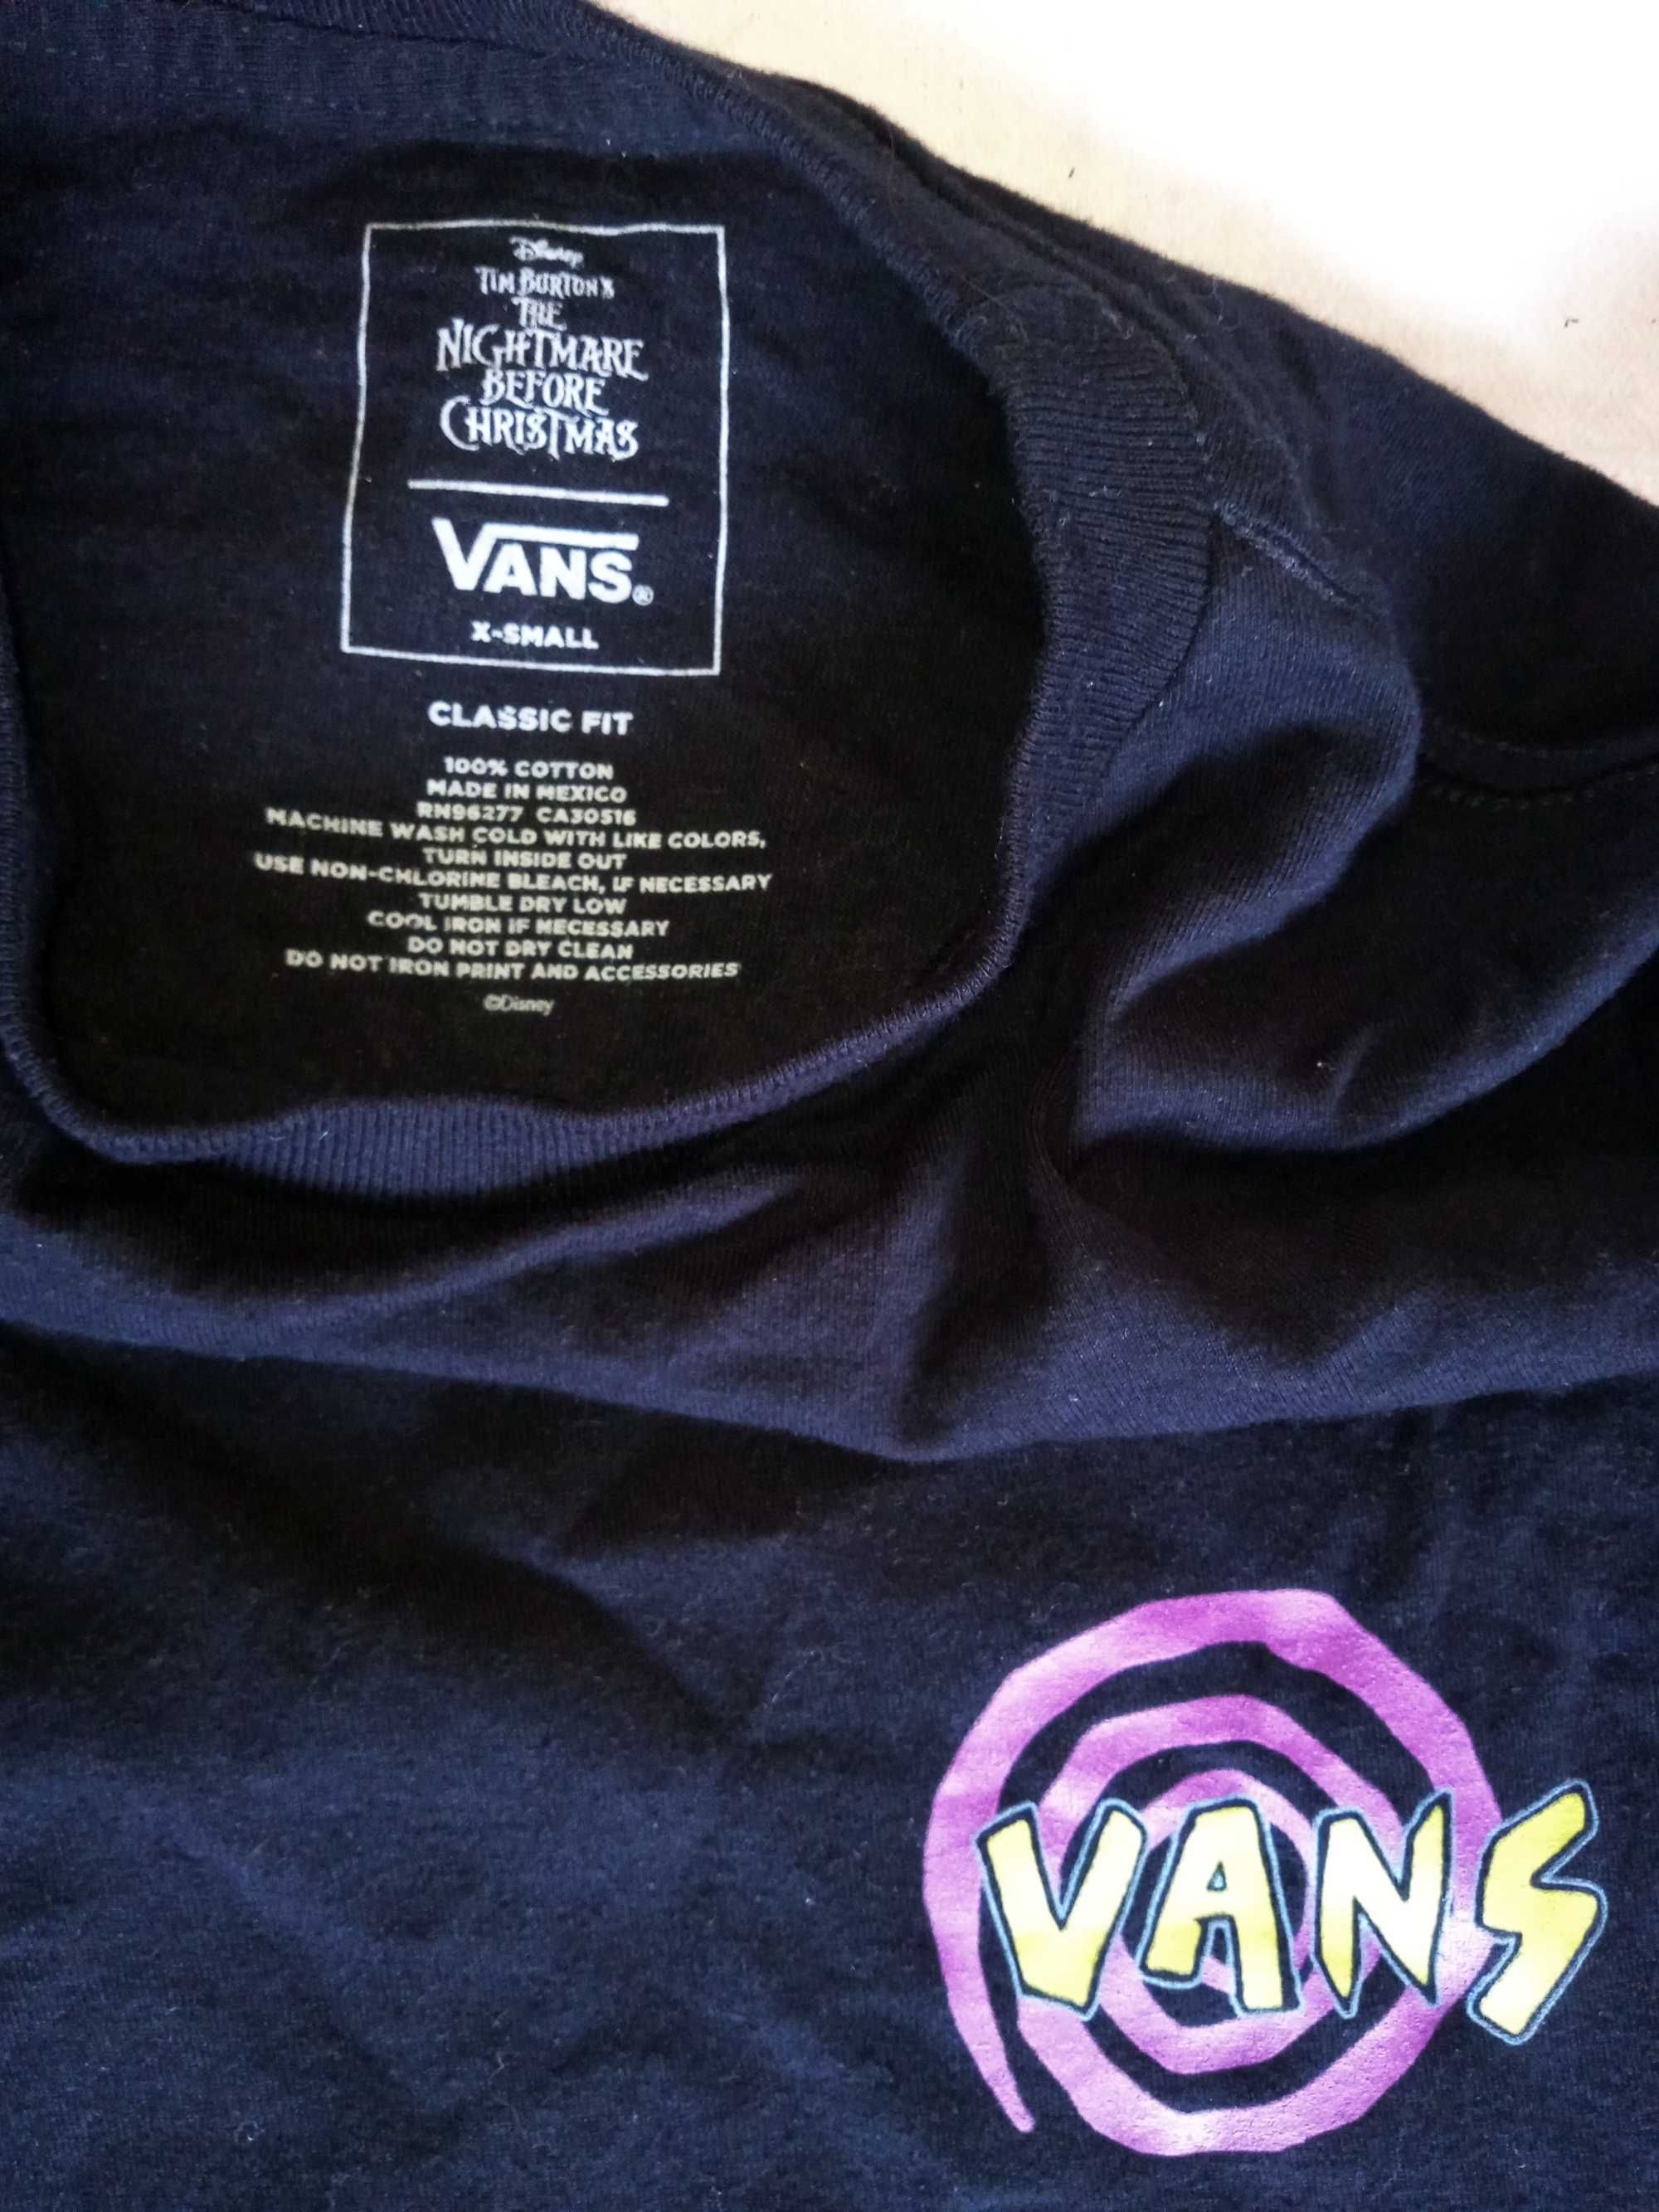 Disney
TIM BURTON'S
THE
NIGHTMARE
BEFORE
CHRISTMAS
VANS®
X-SMALL
CLASSIC FIT
100% COTTON
MADE IN MEXICO
RN96277 CA30516
MACHINE WASH COLD WITH LIKE COLORS,
TURN INSIDE OUT
USE NON-CHLORINE BLEACH, IF NECESSARY
TUMBLE DRY LOW
COOL IRON IF NECESSARY
DO NOT DRY CLEAN
DO NOT IRON PRINT AND ACCESSORIES
©Disney
VANS